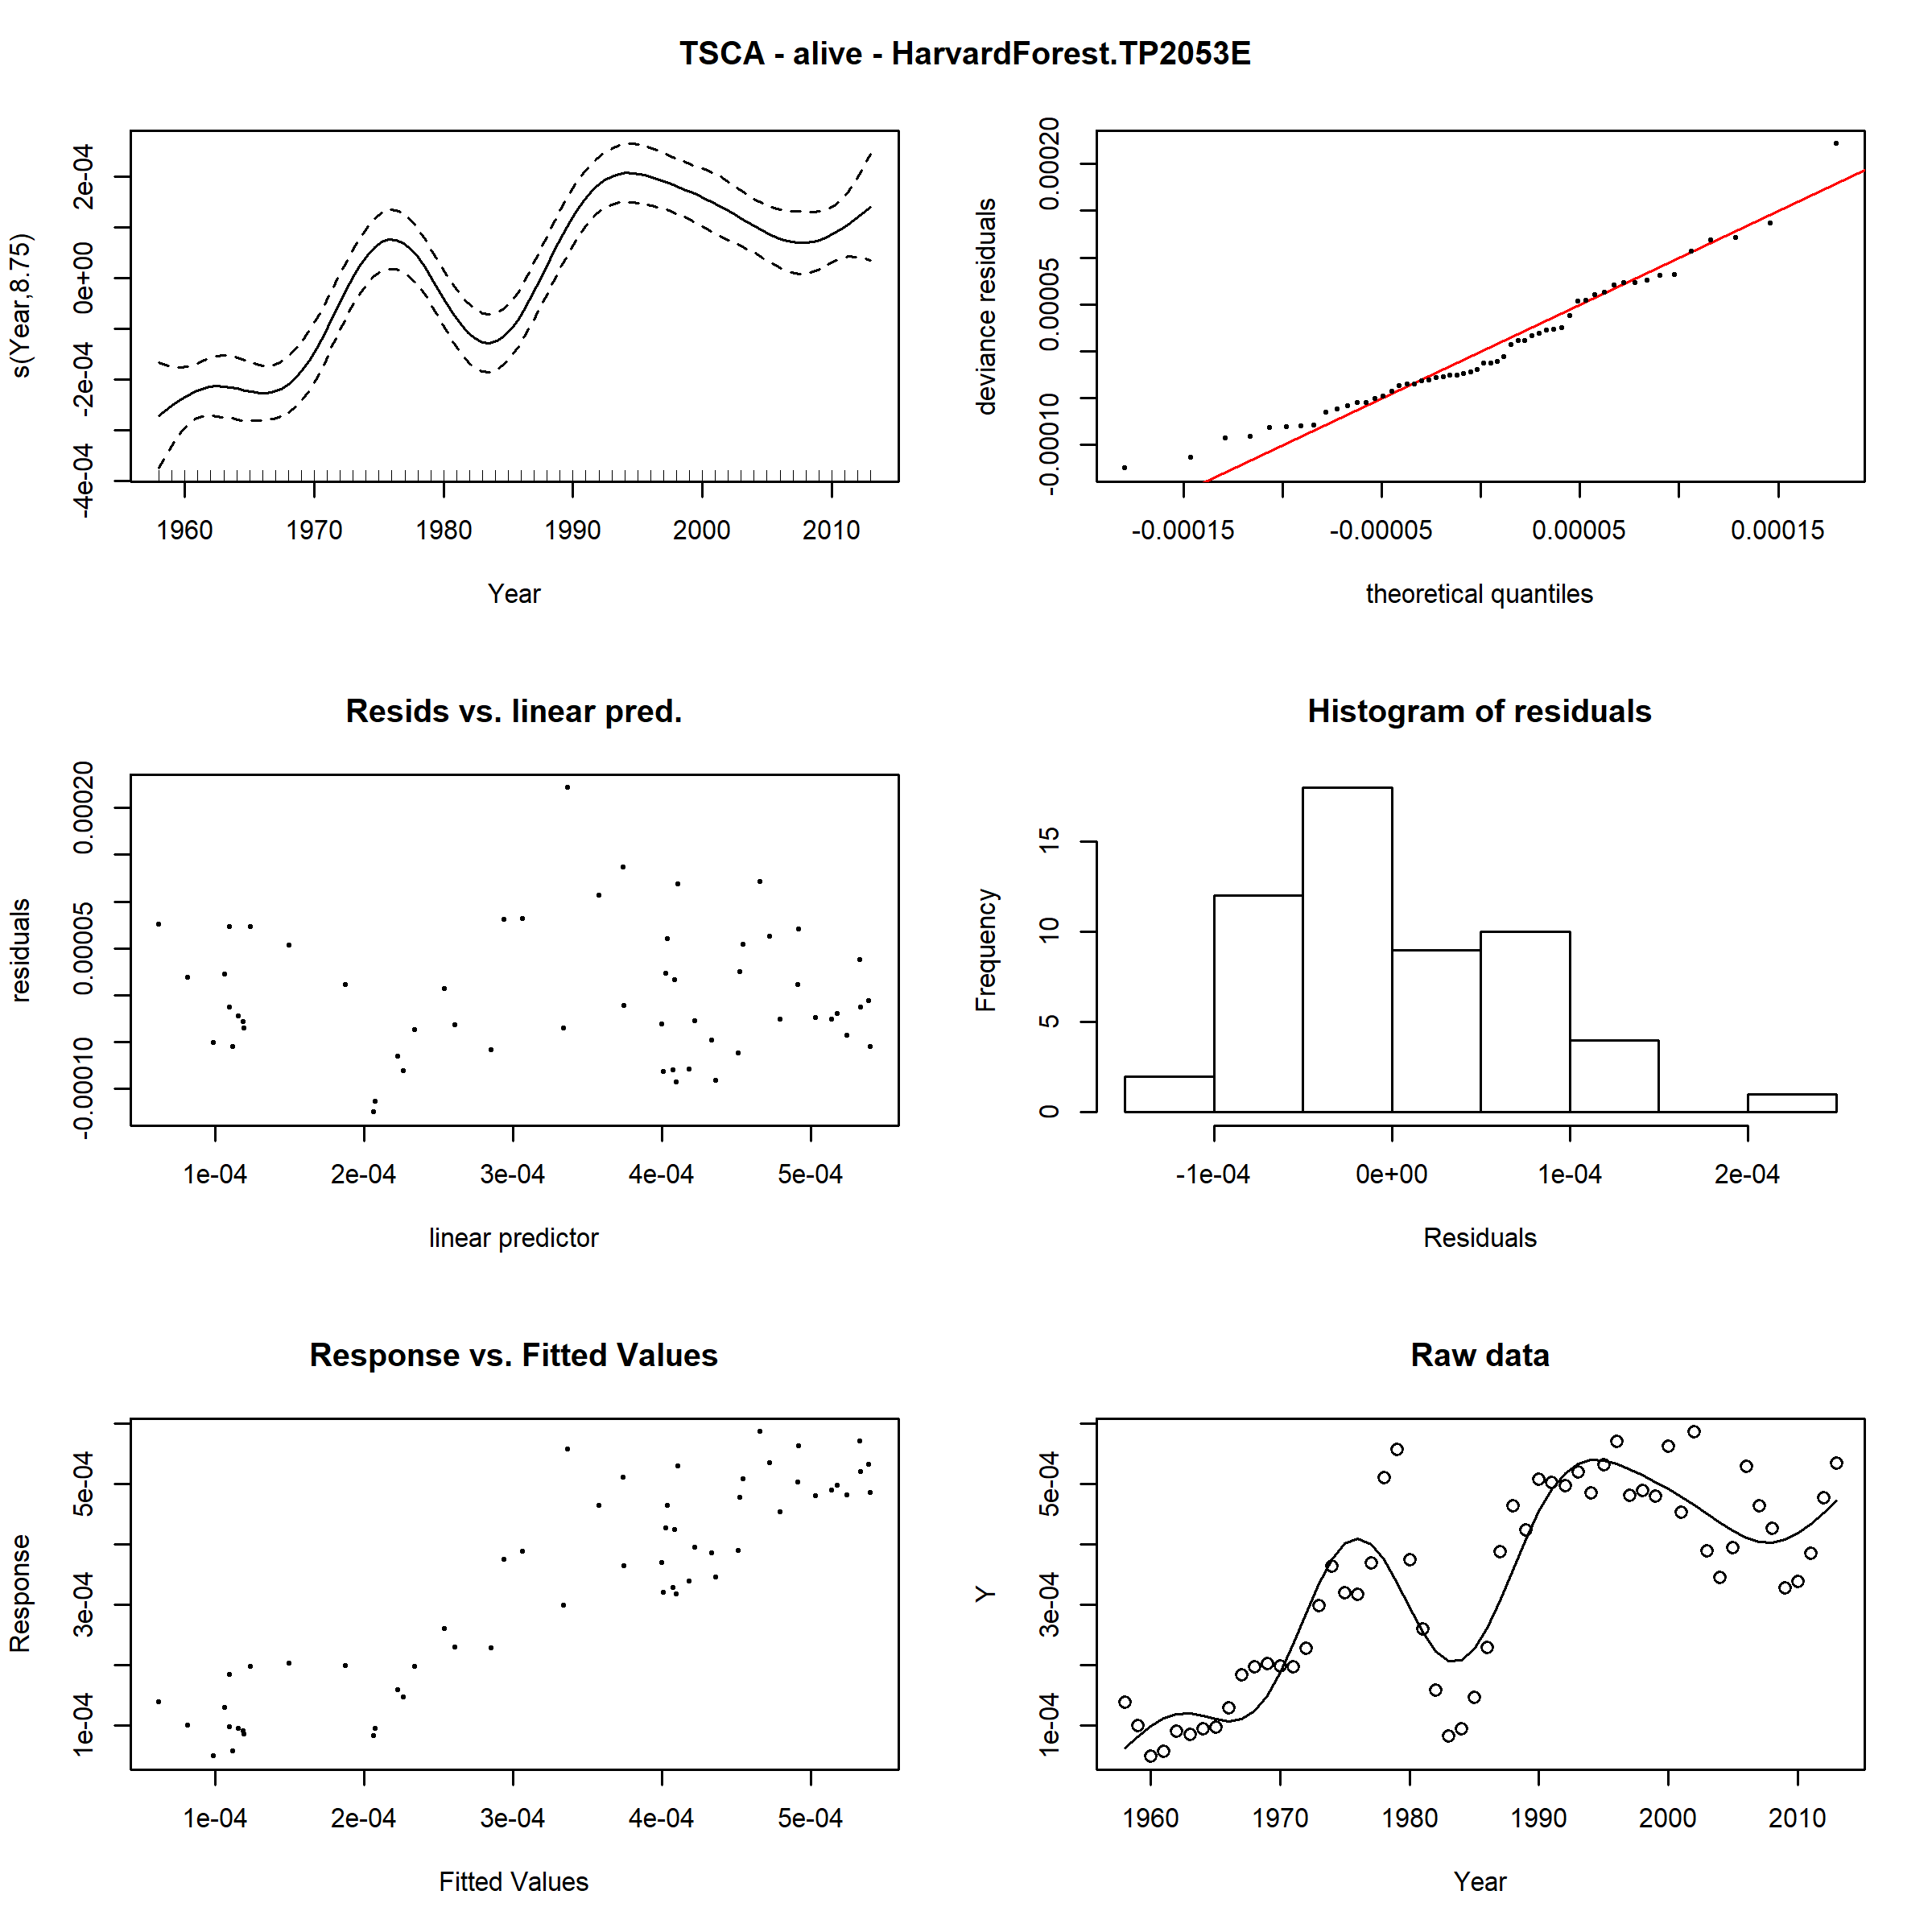 TSCA - alive - HarvardForest.TP2053E
s(Year,8.75)
-4e-04 -2e-04 0e+00 2e-04
1960 1970 1980 1990 2000 2010
Year
deviance residuals
-0.00010 0.00005 0.00020
-0.00015 -0.00005 0.00005 0.00015
theoretical quantiles
Resids vs. linear pred.
residuals
-0.00010 0.00005 0.00020
1e-04 2e-04 3e-04 4e-04 5e-04
linear predictor
Histogram of residuals
Frequency
0 5 10 15
-1e-04 0e+00 1e-04 2e-04
Residuals
Response vs. Fitted Values
Response
1e-04 3e-04 5e-04
1e-04 2e-04 3e-04 4e-04 5e-04
Fitted Values
Raw data
Y
1e-04 3e-04 5e-04
1960 1970 1980 1990 2000 2010
Year